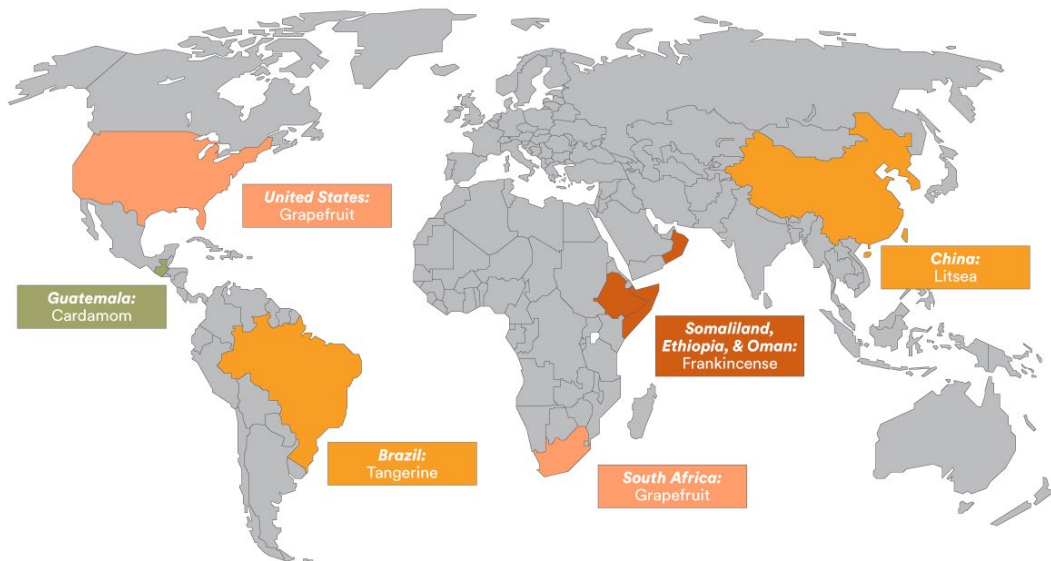 United States:
Grapefruit
China:
Litsea
Guatemala:
Cardamom
Somaliland,
Ethiopia, & Oman:
Frankincense
Brazil:
Tangerine
South Africa:
Grapefruit